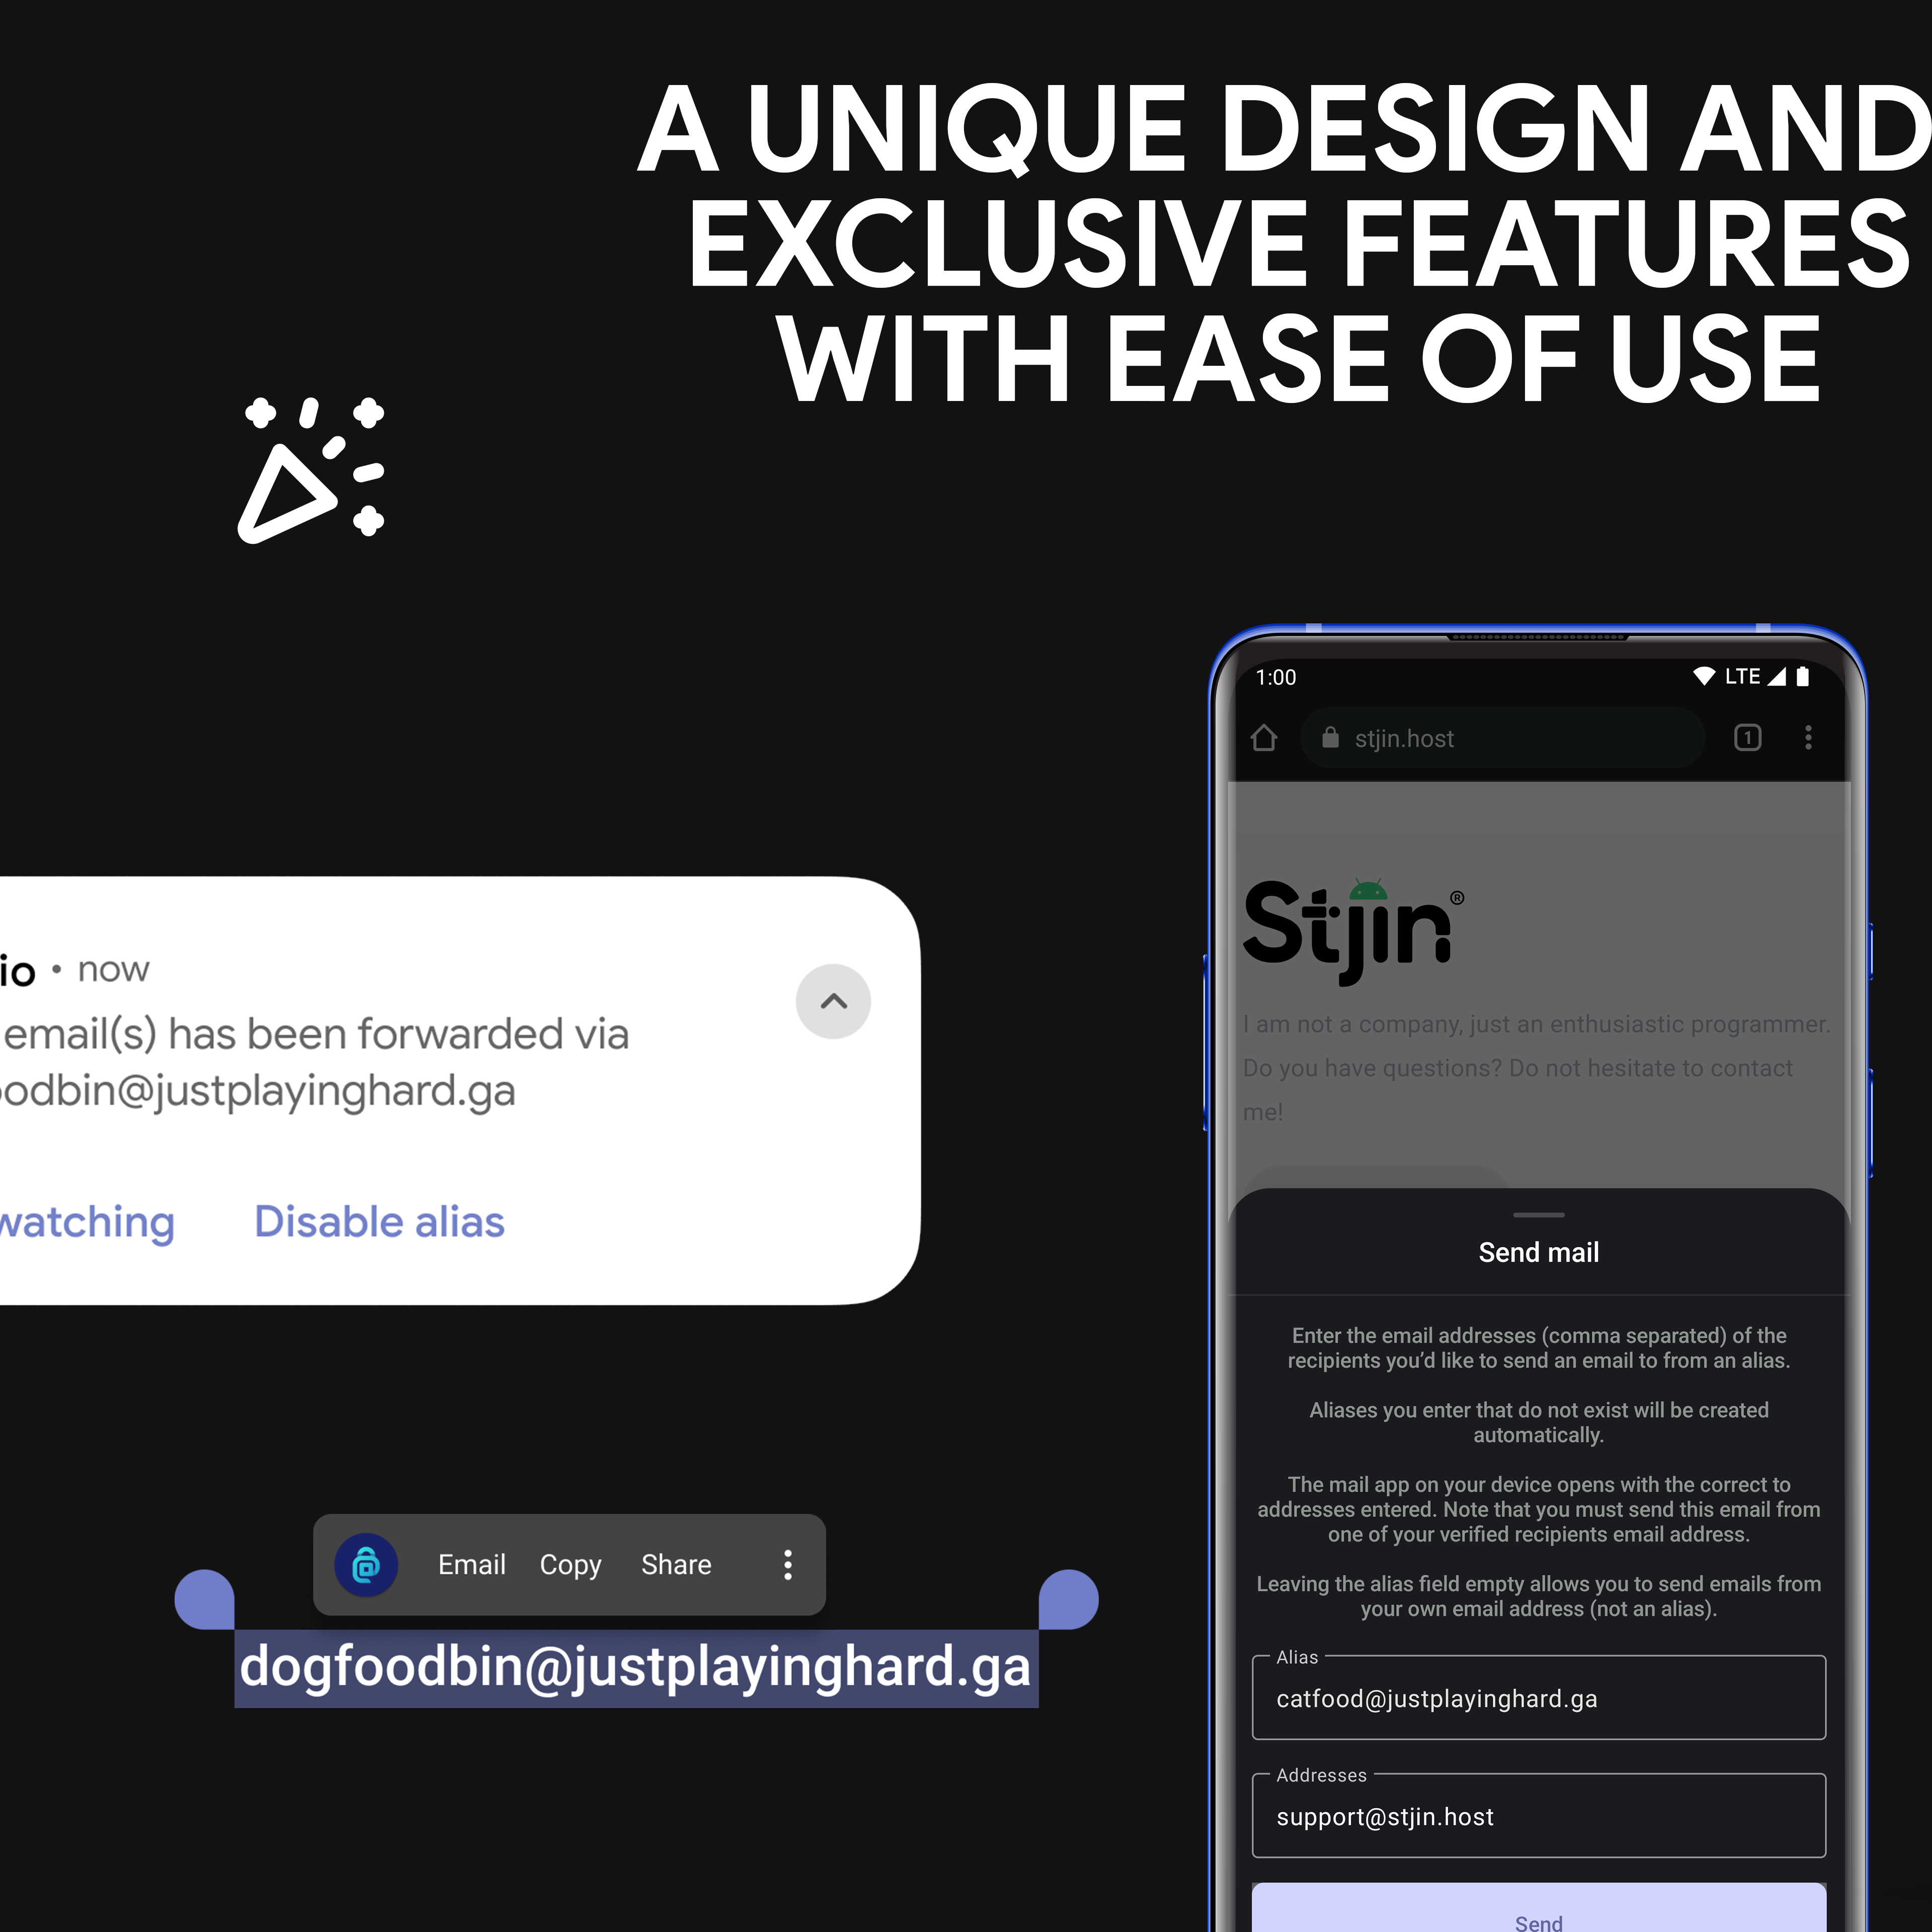 A UNIQUE DESIGN AND
EXCLUSIVE FEATURES
WITH EASE OF USE
io • now
email(s) has been forwarded via
oodbin@justplayinghard.ga
watching Disable alias
Email Copy Share
dogfoodbin@justplayinghard.ga
1:00 LTE
stjin.host 1
Stjin®
I am not a company, just an enthusiastic programmer.
Do you have questions? Do not hesitate to contact
me!
Send mail
Enter the email addresses (comma separated) of the
recipients you’d like to send an email to from an alias.
Aliases you enter that do not exist will be created
automatically.
The mail app on your device opens with the correct to
addresses entered. Note that you must send this email from
one of your verified recipients email address.
Leaving the alias field empty allows you to send emails from
your own email address (not an alias).
Alias
catfood@justplayinghard.ga
Addresses
support@stjin.host
Send